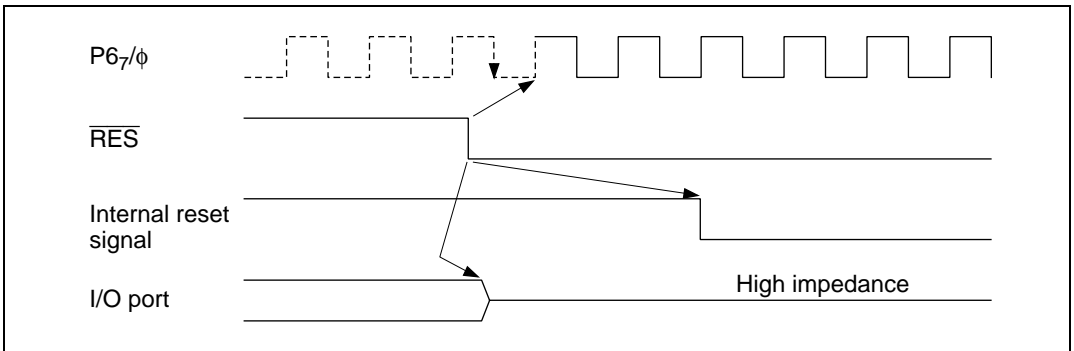 P6₇/ϕ
RES
Internal reset
signal
I/O port
High impedance